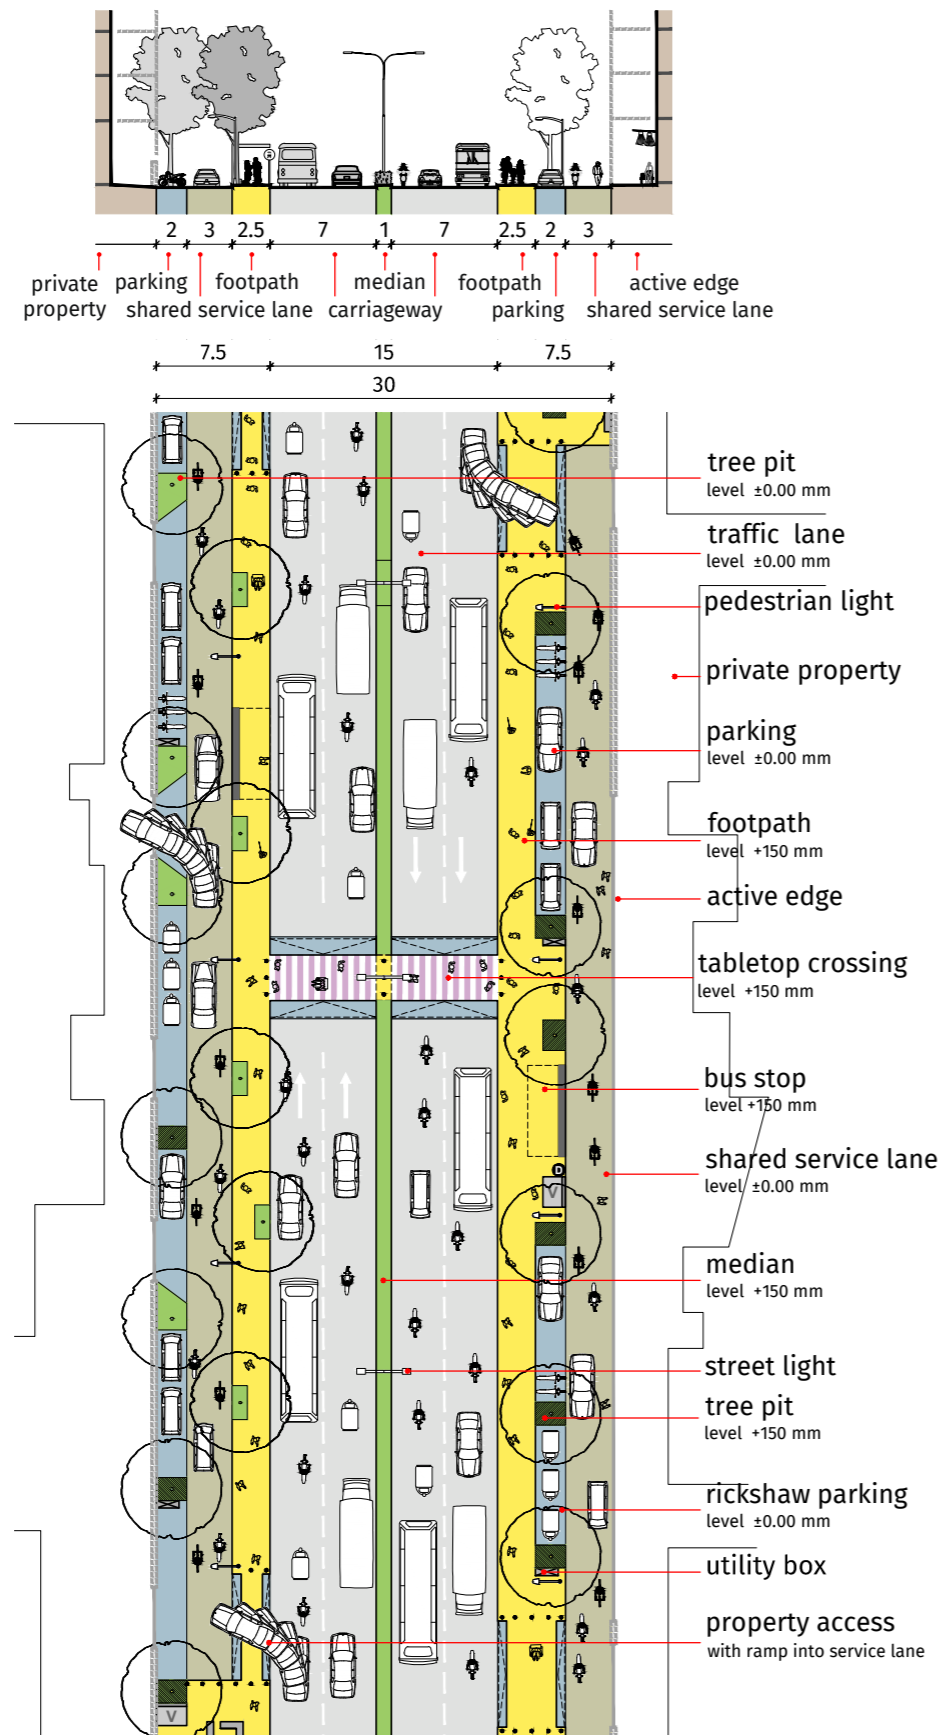 2 3 2.5 7 1 7 2.5 2 3
private parking footpath median footpath active edge
property shared service lane carriageway parking shared service lane
7.5 15 7.5
30
tree pit
level ±0.00 mm
traffic lane
level ±0.00 mm
pedestrian light
private property
parking
level ±0.00 mm
footpath
level +150 mm
active edge
tabletop crossing
level +150 mm
bus stop
level +150 mm
D
V
shared service lane
level ±0.00 mm
median
level +150 mm
street light
tree pit
level +150 mm
rickshaw parking
level ±0.00 mm
utility box
property access
with ramp into service lane
V